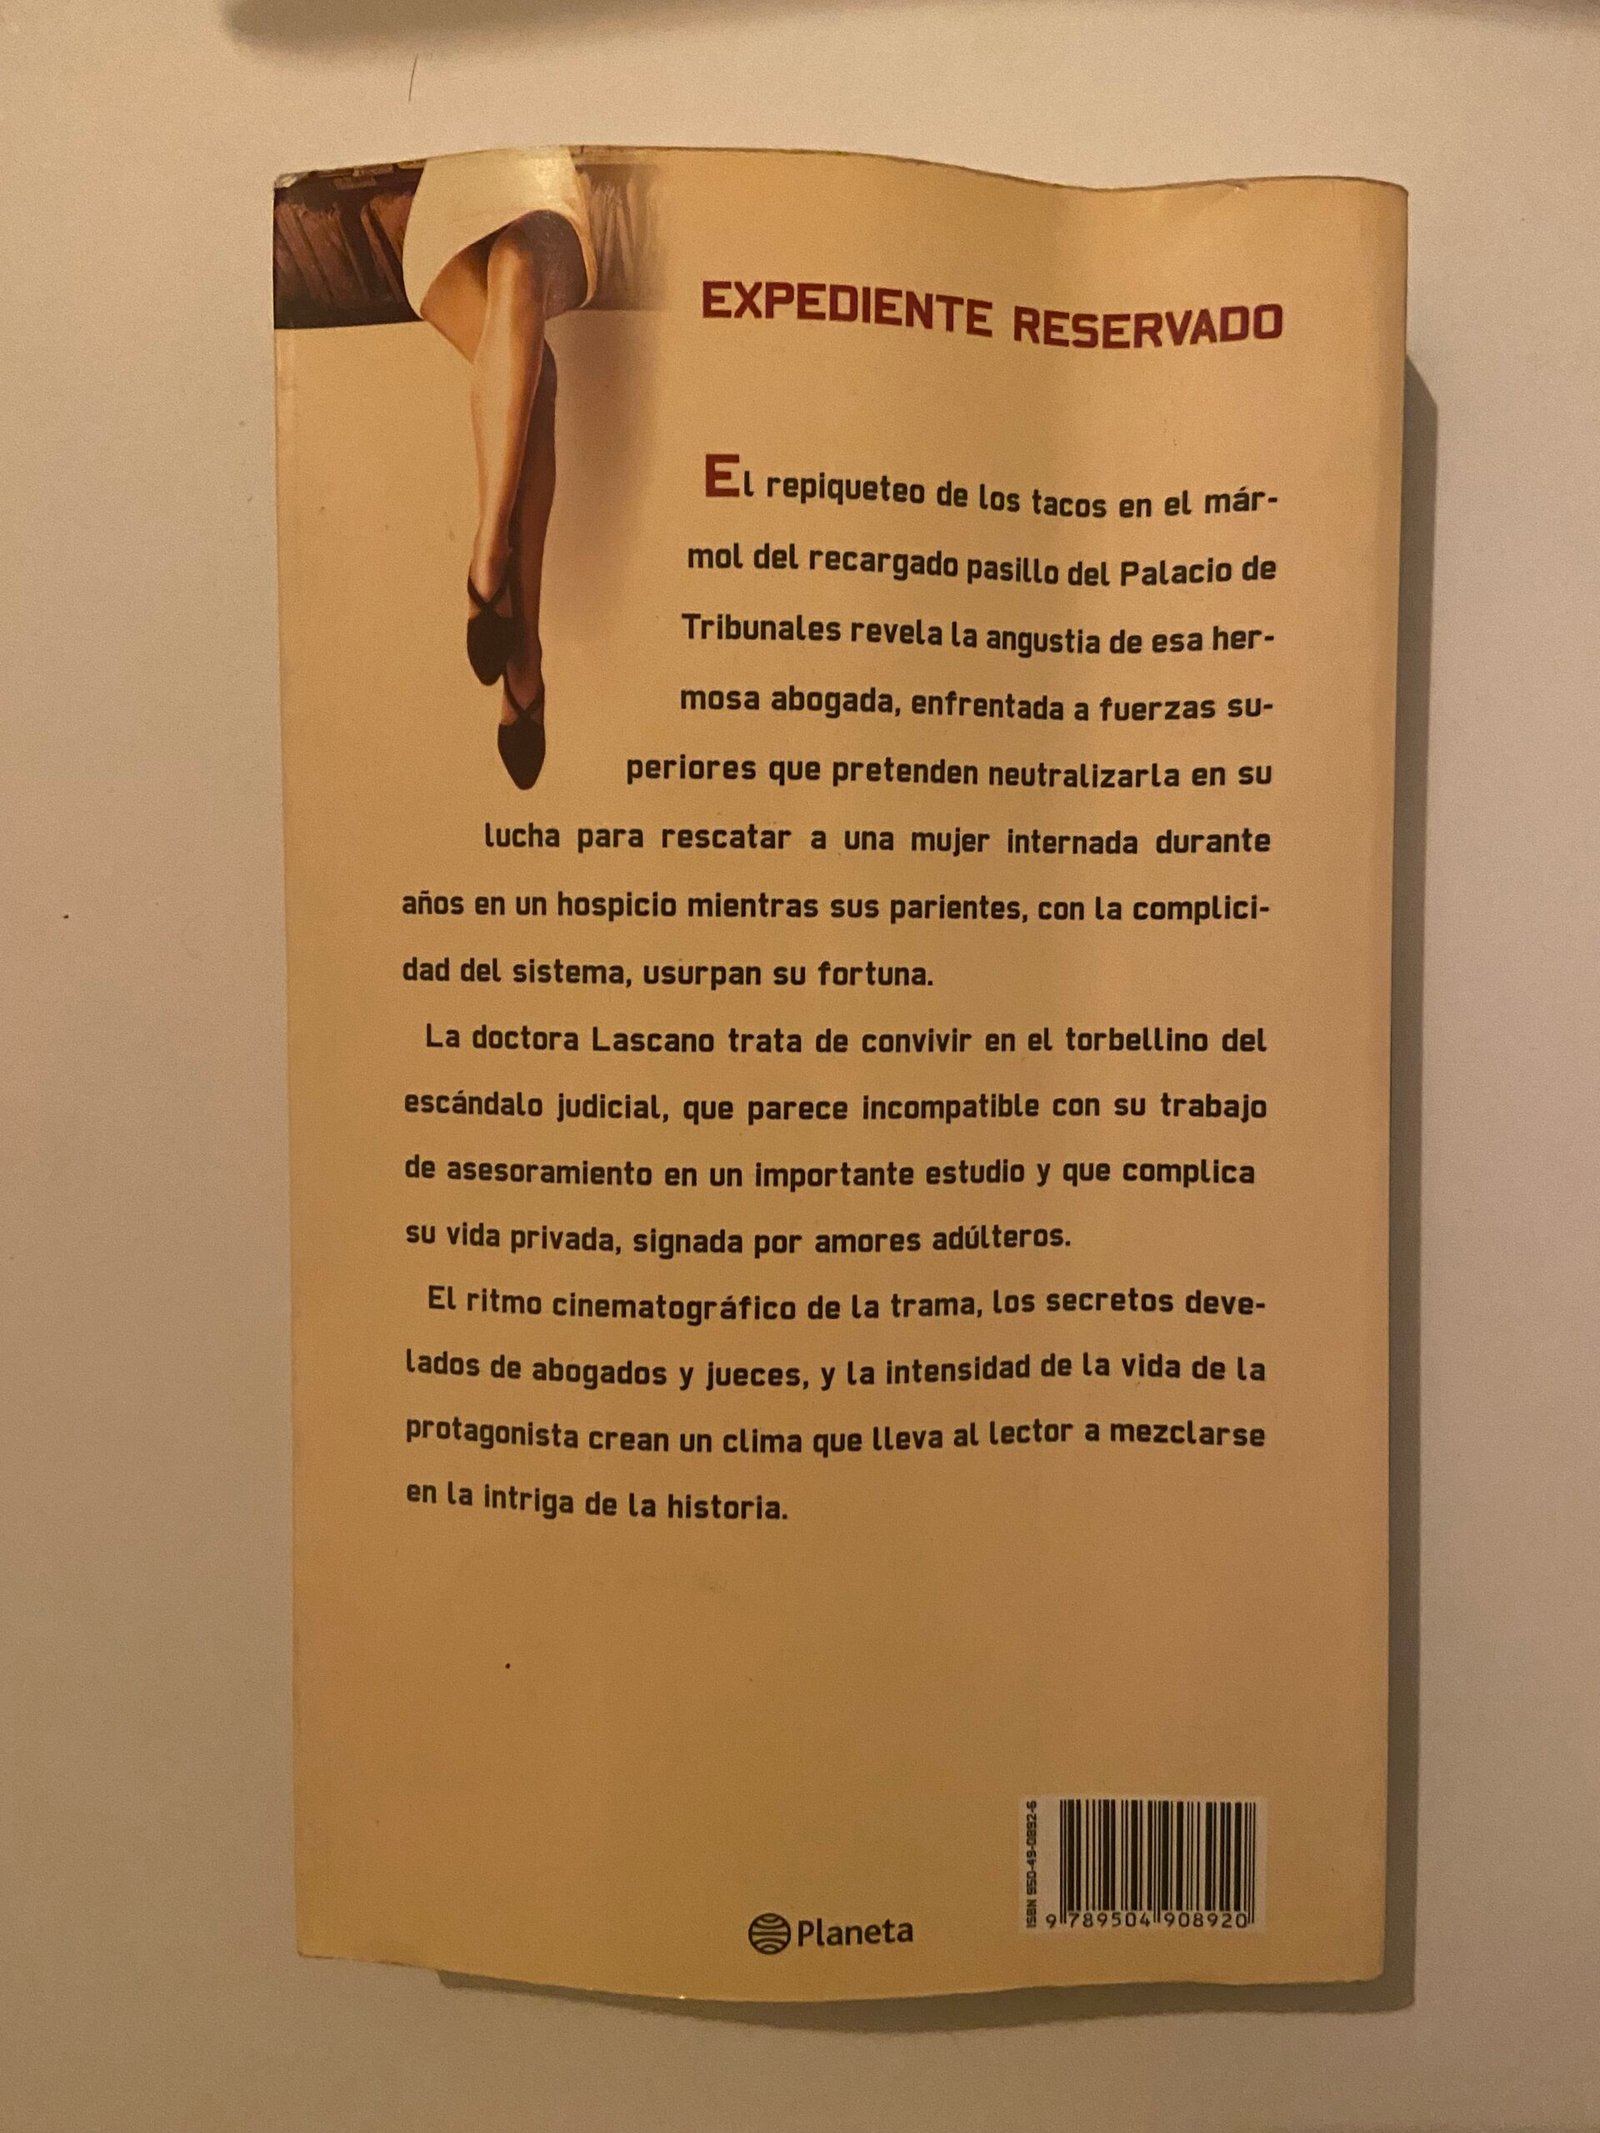 EXPEDIENTE RESERVADO
El repiqueteo de los tacos en el már-
mol del recargado pasillo del Palacio de
Tribunales revela la angustia de esa her-
mosa abogada, enfrentada a fuerzas su-
periores que pretenden neutralizarla en su
lucha para rescatar a una mujer internada durante
años en un hospicio mientras sus parientes, con la complici-
dad del sistema, usurpan su fortuna.
La doctora Lascano trata de convivir en el torbellino del
escándalo judicial, que parece incompatible con su trabajo
de asesoramiento en un importante estudio y que complica
su vida privada, signada por amores adúlteros.
El ritmo cinematográfico de la trama, los secretos deve-
lados de abogados y jueces, y la intensidad de la vida de la
protagonista crean un clima que lleva al lector a mezclarse
en la intriga de la historia.
ISBN 950-49-0892-6
9 789504 908920
Planeta